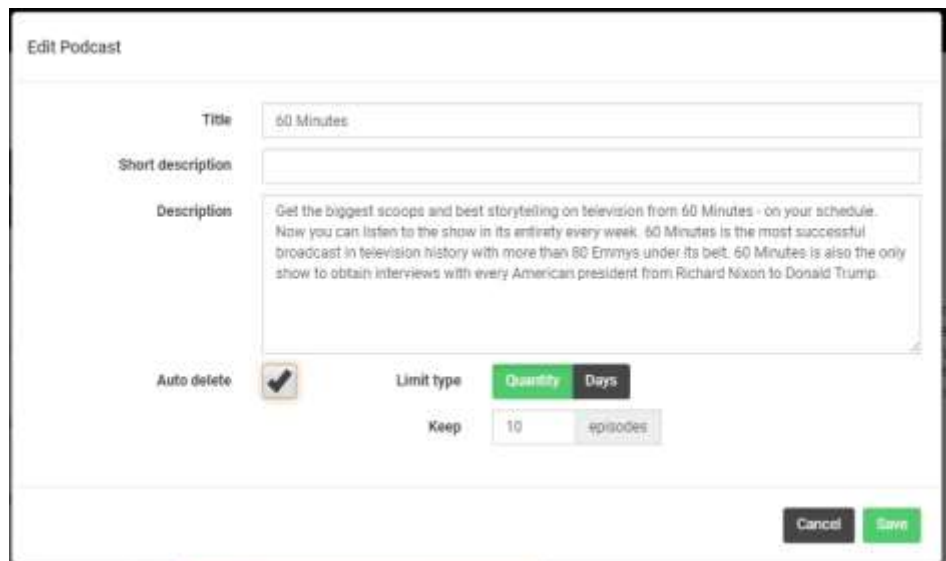 Edit Podcast
Title
60 Minutes
Short description
Description
Get the biggest scoops and best storytelling on television from 60 Minutes - on your schedule.
Now you can listen to the show in its entirety every week. 60 Minutes is the most successful
broadcast in television history with more than 80 Emmys under its belt. 60 Minutes is also the only
show to obtain interviews with every American president from Richard Nixon to Donald Trump.
Auto delete
Limit type
Quantity
Days
Keep
10
episodes
Cancel
Save